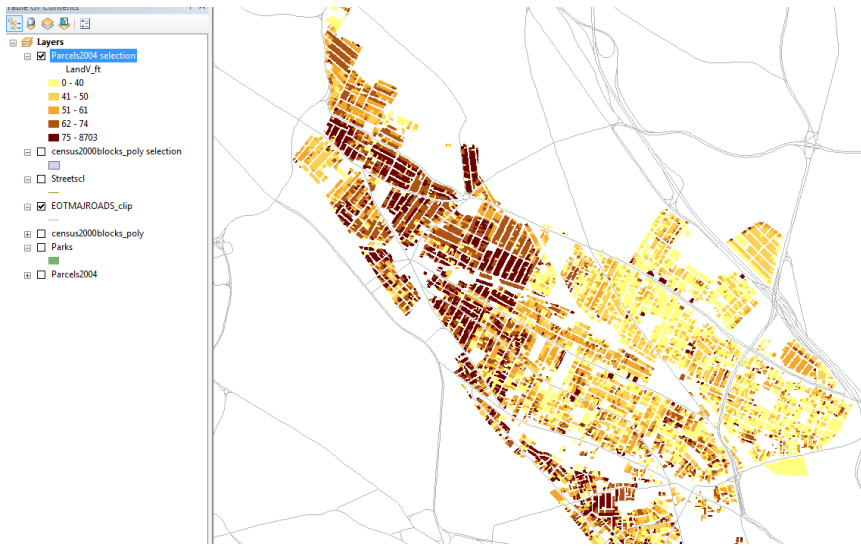 Table Of Contents
Layers
Parcels2004 selection
LandV_ft
0 - 40
41 - 50
51 - 61
62 - 74
75 - 8703
census2000blocks_poly selection
Streetscl
EOTMAJROADS_clip
census2000blocks_poly
Parks
Parcels2004